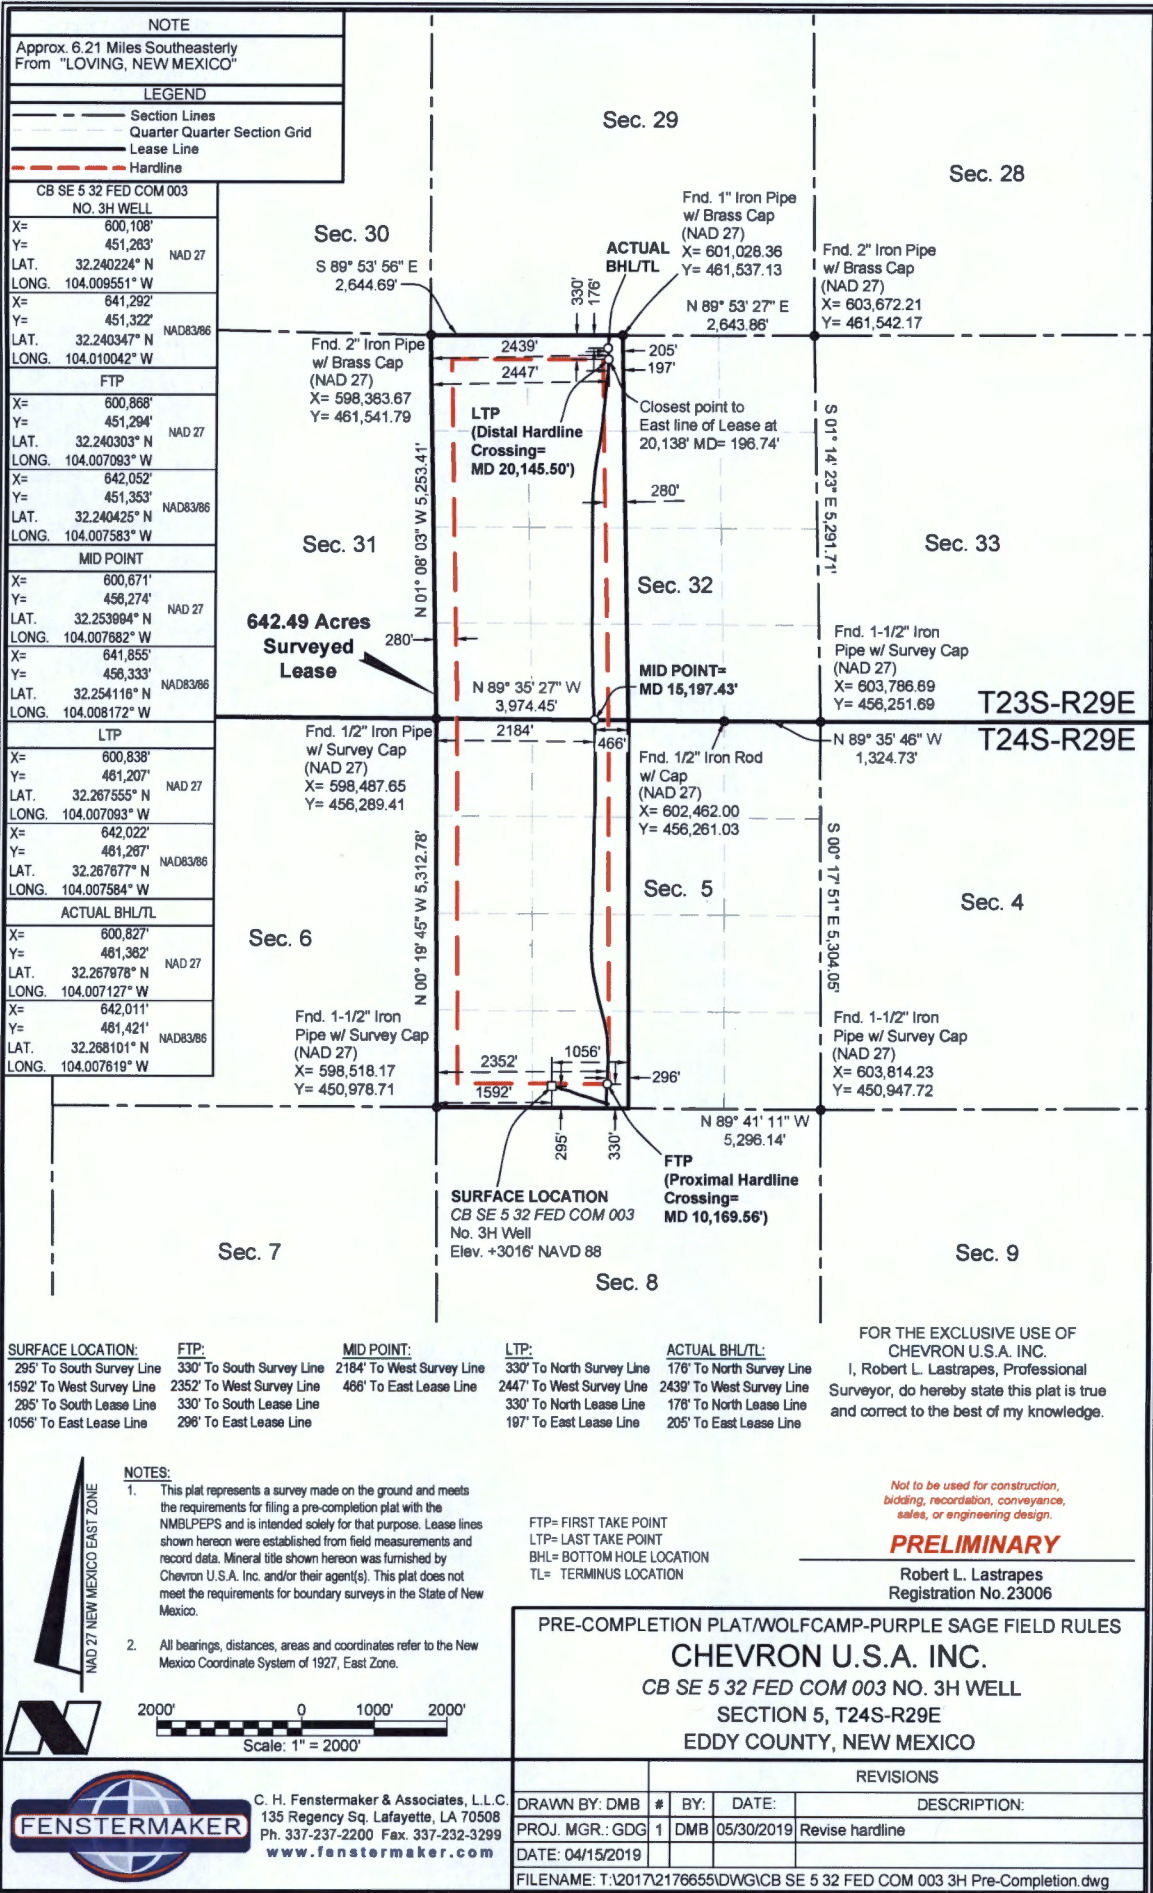 NOTE
Approx. 6.21 Miles Southeasterly
From "LOVING, NEW MEXICO"
LEGEND
Section Lines
Quarter Quarter Section Grid
Lease Line
Hardline
CB SE 5 32 FED COM 003
NO. 3H WELL
X= 600,108'
Y= 451,263'
LAT. 32.240224° N
LONG. 104.009551° W
NAD 27
X= 641,292'
Y= 451,322'
LAT. 32.240347° N
LONG. 104.010042° W
NAD83/86
FTP
X= 600,868'
Y= 451,294'
LAT. 32.240303° N
LONG. 104.007093° W
NAD 27
X= 642,052'
Y= 451,353'
LAT. 32.240425° N
LONG. 104.007583° W
NAD83/86
MID POINT
X= 600,671'
Y= 456,274'
LAT. 32.253994° N
LONG. 104.007682° W
NAD 27
X= 641,855'
Y= 456,333'
LAT. 32.254116° N
LONG. 104.008172° W
NAD83/86
LTP
X= 600,838'
Y= 461,207'
LAT. 32.267555° N
LONG. 104.007093° W
NAD 27
X= 642,022'
Y= 461,267'
LAT. 32.267677° N
LONG. 104.007584° W
NAD83/86
ACTUAL BHL/TL
X= 600,827'
Y= 461,362'
LAT. 32.267978° N
LONG. 104.007127° W
NAD 27
X= 642,011'
Y= 461,421'
LAT. 32.268101° N
LONG. 104.007619° W
NAD83/86
Sec. 29
Sec. 28
Sec. 30
S 89° 53' 56" E
2,644.69'
ACTUAL
BHL/TL
330'
176'
Fnd. 1" Iron Pipe
w/ Brass Cap
(NAD 27)
X= 601,028.36
Y= 461,537.13
N 89° 53' 27" E
2,643.86'
Fnd. 2" Iron Pipe
w/ Brass Cap
(NAD 27)
X= 603,672.21
Y= 461,542.17
Fnd. 2" Iron Pipe
w/ Brass Cap
(NAD 27)
X= 598,383.67
Y= 461,541.79
2439'
2447'
205'
197'
LTP
(Distal Hardline
Crossing=
MD 20,145.50')
Closest point to
East line of Lease at
20,138' MD= 196.74'
280'
N 01° 08' 03" W 5,253.41'
S 01° 14' 23" E 5,291.71'
Sec. 31
Sec. 32
Sec. 33
642.49 Acres
Surveyed
Lease
280'
MID POINT=
MD 15,197.43'
N 89° 35' 27" W
3,974.45'
Fnd. 1-1/2" Iron
Pipe w/ Survey Cap
(NAD 27)
X= 603,786.69
Y= 456,251.69
T23S-R29E
T24S-R29E
Fnd. 1/2" Iron Pipe
w/ Survey Cap
(NAD 27)
X= 598,487.65
Y= 456,289.41
2184'
466'
Fnd. 1/2" Iron Rod
w/ Cap
(NAD 27)
X= 602,462.00
Y= 456,261.03
N 89° 35' 46" W
1,324.73'
N 00° 19' 45" W 5,312.78'
S 00° 17' 51" E 5,304.05'
Sec. 6
Sec. 5
Sec. 4
Fnd. 1-1/2" Iron
Pipe w/ Survey Cap
(NAD 27)
X= 598,518.17
Y= 450,978.71
2352'
1592'
1056'
296'
295'
330'
Fnd. 1-1/2" Iron
Pipe w/ Survey Cap
(NAD 27)
X= 603,814.23
Y= 450,947.72
N 89° 41' 11" W
5,296.14'
FTP
(Proximal Hardline
Crossing=
MD 10,169.56')
SURFACE LOCATION
CB SE 5 32 FED COM 003
No. 3H Well
Elev. +3016' NAVD 88
Sec. 7
Sec. 8
Sec. 9
SURFACE LOCATION:
295' To South Survey Line
1592' To West Survey Line
295' To South Lease Line
1056' To East Lease Line
FTP:
330' To South Survey Line
2352' To West Survey Line
330' To South Lease Line
296' To East Lease Line
MID POINT:
2184' To West Survey Line
466' To East Lease Line
LTP:
330' To North Survey Line
2447' To West Survey Line
330' To North Lease Line
197' To East Lease Line
ACTUAL BHL/TL:
176' To North Survey Line
2439' To West Survey Line
176' To North Lease Line
205' To East Lease Line
FOR THE EXCLUSIVE USE OF
CHEVRON U.S.A. INC.
I, Robert L. Lastrapes, Professional
Surveyor, do hereby state this plat is true
and correct to the best of my knowledge.
NAD 27 NEW MEXICO EAST ZONE
NOTES:
1. This plat represents a survey made on the ground and meets
the requirements for filing a pre-completion plat with the
NMBLPEPS and is intended solely for that purpose. Lease lines
shown hereon were established from field measurements and
record data. Mineral title shown hereon was furnished by
Chevron U.S.A. Inc. and/or their agent(s). This plat does not
meet the requirements for boundary surveys in the State of New
Mexico.
2. All bearings, distances, areas and coordinates refer to the New
Mexico Coordinate System of 1927, East Zone.
FTP= FIRST TAKE POINT
LTP= LAST TAKE POINT
BHL= BOTTOM HOLE LOCATION
TL= TERMINUS LOCATION
Not to be used for construction,
bidding, recordation, conveyance,
sales, or engineering design.
PRELIMINARY
Robert L. Lastrapes
Registration No. 23006
N
2000' 0 1000' 2000'
Scale: 1" = 2000'
PRE-COMPLETION PLAT/WOLFCAMP-PURPLE SAGE FIELD RULES
CHEVRON U.S.A. INC.
CB SE 5 32 FED COM 003 NO. 3H WELL
SECTION 5, T24S-R29E
EDDY COUNTY, NEW MEXICO
FENSTERMAKER
C. H. Fenstermaker & Associates, L.L.C.
135 Regency Sq. Lafayette, LA 70508
Ph. 337-237-2200 Fax. 337-232-3299
www.fenstermaker.com
REVISIONS
DRAWN BY: DMB # BY: DATE: DESCRIPTION:
PROJ. MGR.: GDG 1 DMB 05/30/2019 Revise hardline
DATE: 04/15/2019
FILENAME: T:\2017\2176655\DWG\CB SE 5 32 FED COM 003 3H Pre-Completion.dwg